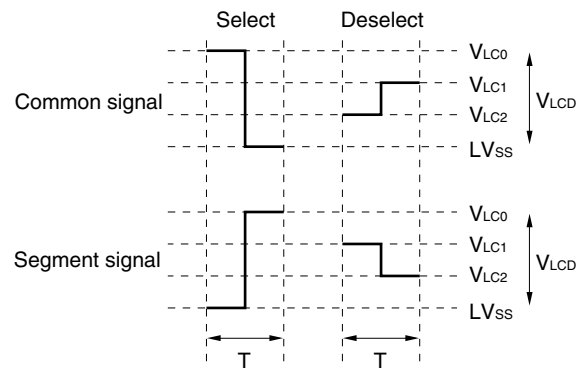 Select Deselect
VLC0
VLC1
Common signal VLCD
VLC2
LVSS
VLC0
VLC1
Segment signal VLCD
VLC2
LVSS
T T